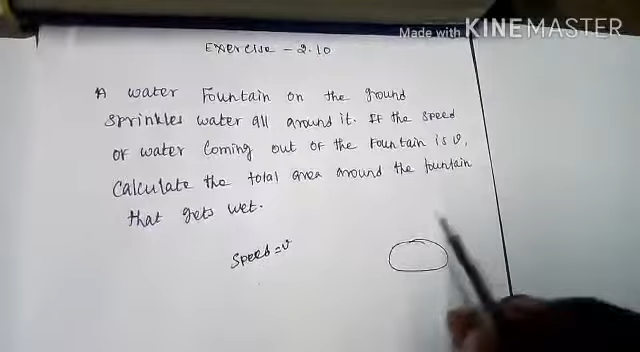 Made with KINEMASTER
Exercise - 2.10
A water Fountain on the ground
sprinkles water all around it. If the speed
of water coming out of the Fountain is v,
calculate the total area around the fountain
that gets wet.
Speed = v